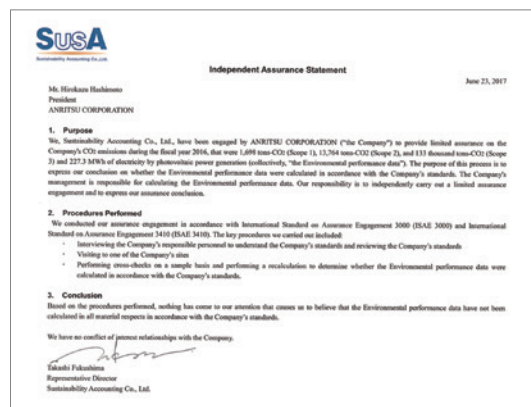 SusA
Sustainability Accounting Co.,Ltd.
Independent Assurance Statement
June 23, 2017
Mr. Hirokazu Hashimoto
President
ANRITSU CORPORATION
1. Purpose
We, Sustainability Accounting Co., Ltd., have been engaged by ANRITSU CORPORATION ("the Company") to provide limited assurance on the
Company's CO2 emissions during the fiscal year 2016, that were 1,698 tons-CO2 (Scope 1), 13,764 tons-CO2 (Scope 2), and 133 thousand tons-CO2 (Scope
3) and 227.3 MWh of electricity by photovoltaic power generation (collectively, "the Environmental performance data"). The purpose of this process is to
express our conclusion on whether the Environmental performance data were calculated in accordance with the Company's standards. The Company's
management is responsible for calculating the Environmental performance data. Our responsibility is to independently carry out a limited assurance
engagement and to express our assurance conclusion.
2. Procedures Performed
We conducted our assurance engagement in accordance with International Standard on Assurance Engagement 3000 (ISAE 3000) and International
Standard on Assurance Engagement 3410 (ISAE 3410). The key procedures we carried out included:
· Interviewing the Company's responsible personnel to understand the Company's standards and reviewing the Company's standards
· Visiting to one of the Company's sites
· Performing cross-checks on a sample basis and performing a recalculation to determine whether the Environmental performance data were
calculated in accordance with the Company's standards.
3. Conclusion
Based on the procedures performed, nothing has come to our attention that causes us to believe that the Environmental performance data have not been
calculated in all material respects in accordance with the Company's standards.
We have no conflict of interest relationships with the Company.
Takashi Fukushima
Representative Director
Sustainability Accounting Co., Ltd.